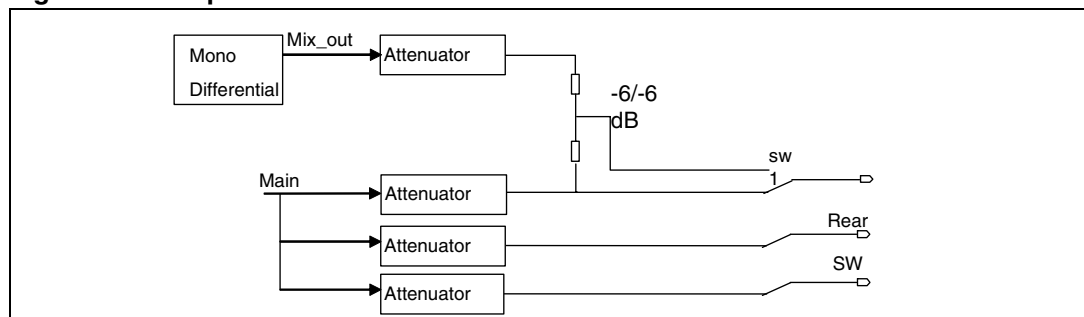 Mono
Differential
Mix_out
Attenuator
-6/-6
dB
sw
1
Main
Attenuator
Rear
Attenuator
SW
Attenuator